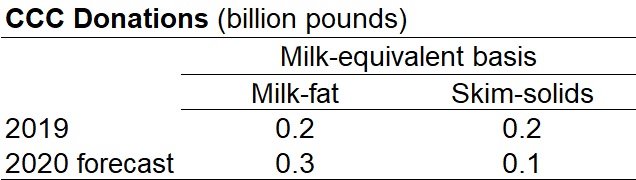 CCC Donations (billion pounds)
Milk-equivalent basis
Milk-fat Skim-solids
2019 0.2 0.2
2020 forecast 0.3 0.1